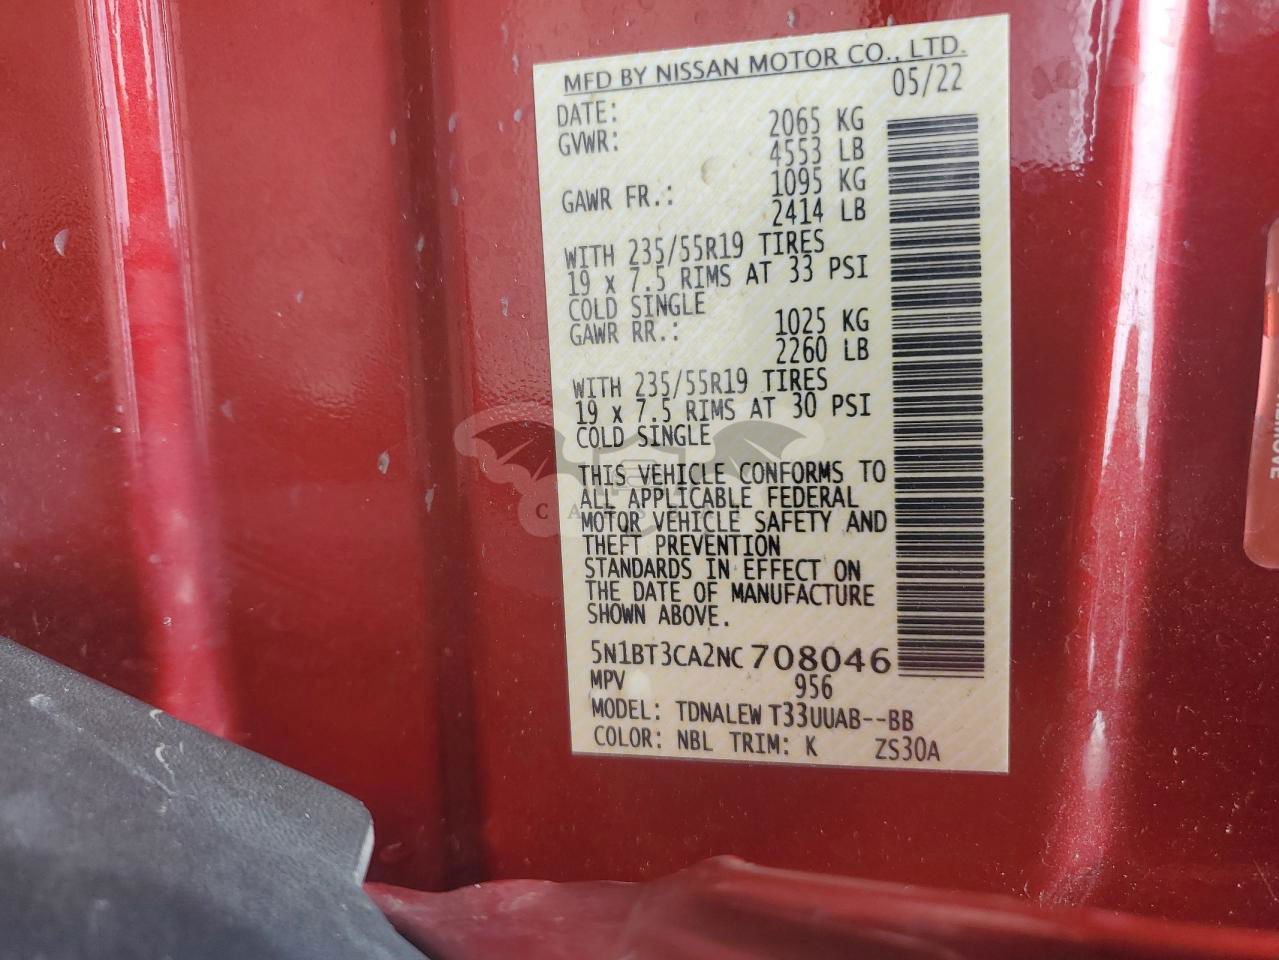 MFD BY NISSAN MOTOR CO., LTD.
DATE: 05/22
GVWR: 2065 KG
4553 LB
GAWR FR.: 1095 KG
2414 LB
WITH 235/55R19 TIRES
19 x 7.5 RIMS AT 33 PSI
COLD SINGLE
GAWR RR.: 1025 KG
2260 LB
WITH 235/55R19 TIRES
19 x 7.5 RIMS AT 30 PSI
COLD SINGLE
THIS VEHICLE CONFORMS TO
ALL APPLICABLE FEDERAL
MOTOR VEHICLE SAFETY AND
THEFT PREVENTION
STANDARDS IN EFFECT ON
THE DATE OF MANUFACTURE
SHOWN ABOVE.
5N1BT3CA2NC708046
MPV 956
MODEL: TDNALEW T33UUAB--BB
COLOR: NBL TRIM: K ZS30A